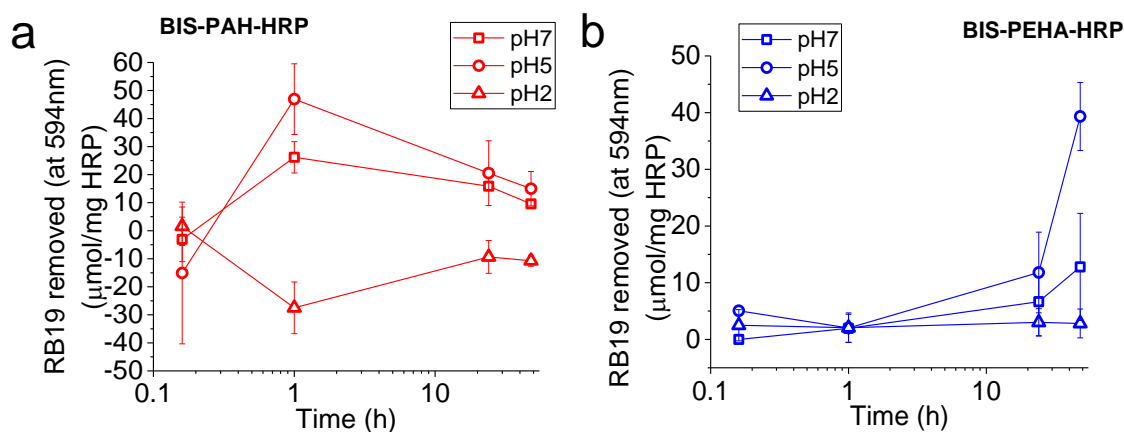 a
BIS-PAH-HRP
pH7
pH5
pH2
RB19 removed (at 594nm)
(µmol/mg HRP)
60
50
40
30
20
10
0
-10
-20
-30
-40
-50
0.1
1
10
Time (h)
b
BIS-PEHA-HRP
pH7
pH5
pH2
RB19 removed (at 594nm)
(µmol/mg HRP)
50
40
30
20
10
0
0.1
1
10
Time (h)